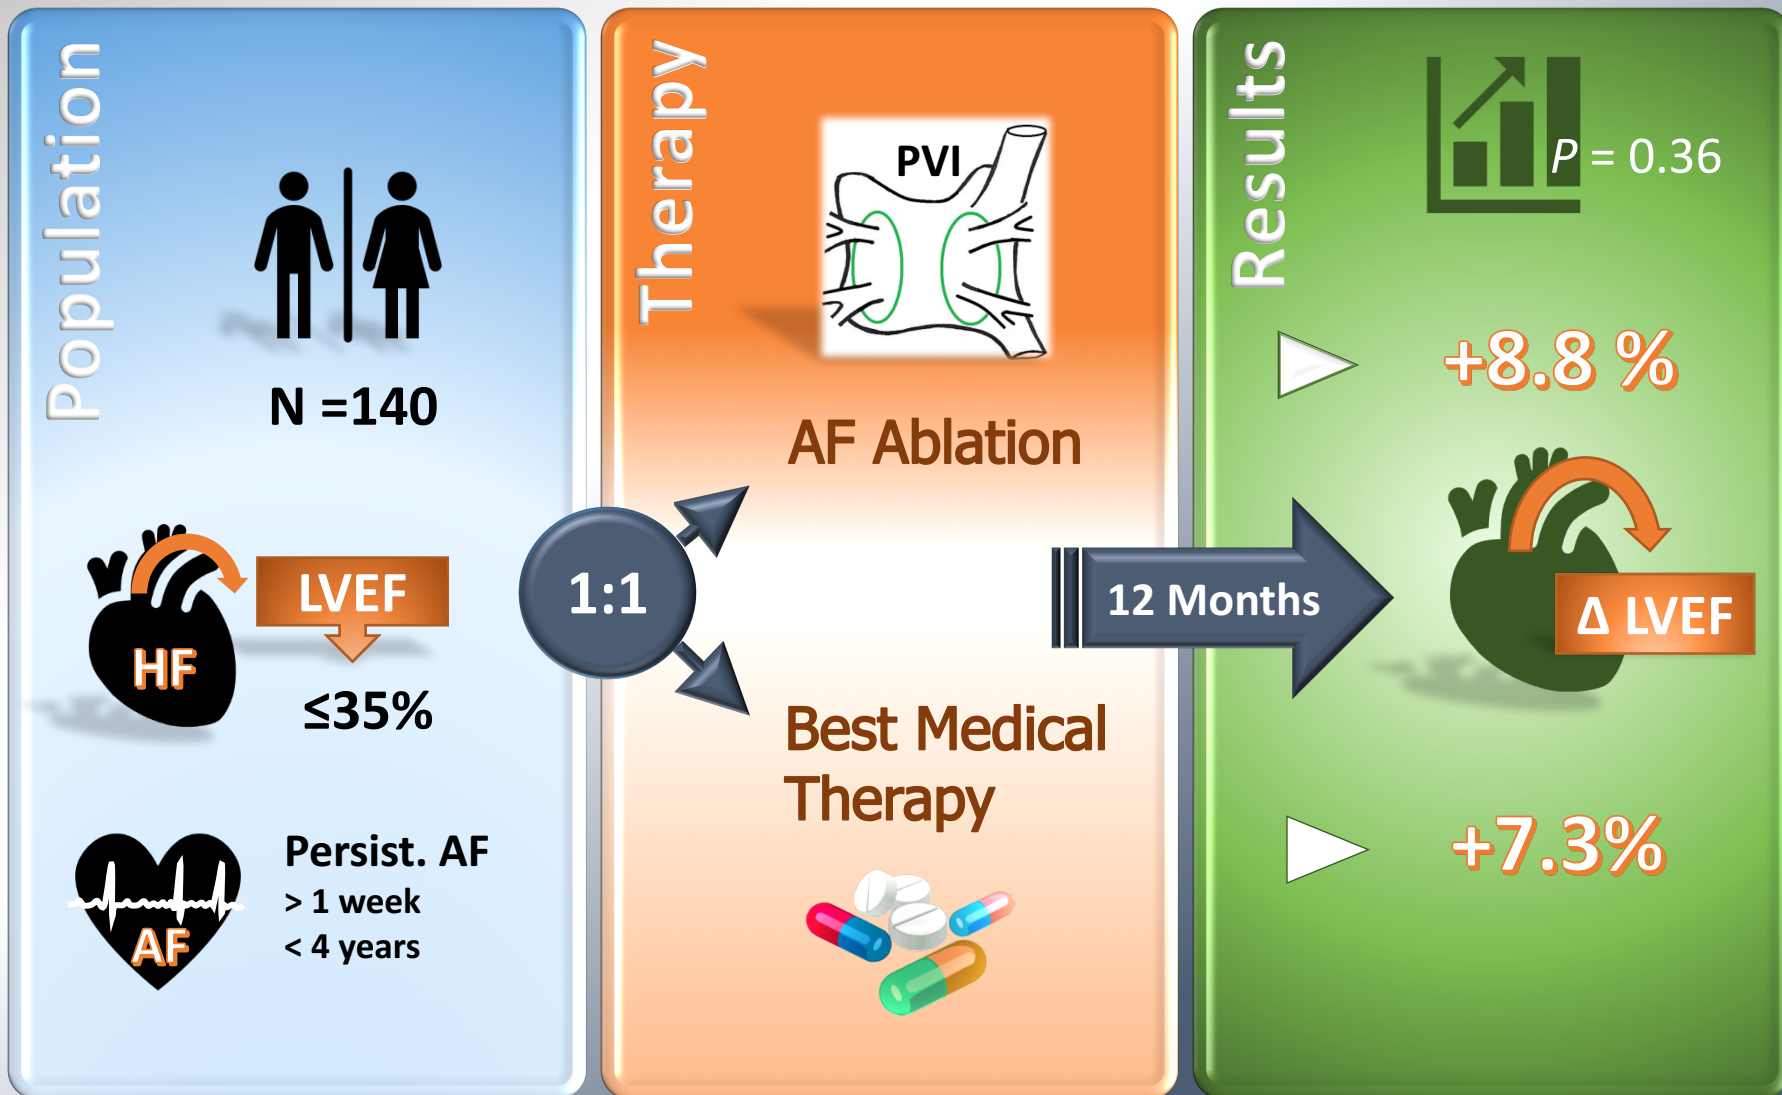 Population
N =140
LVEF
HF
≤35%
Persist. AF
> 1 week
< 4 years
AF
1:1
Therapy
PVI
AF Ablation
Best Medical
Therapy
12 Months
Results
P = 0.36
+8.8 %
Δ LVEF
+7.3%